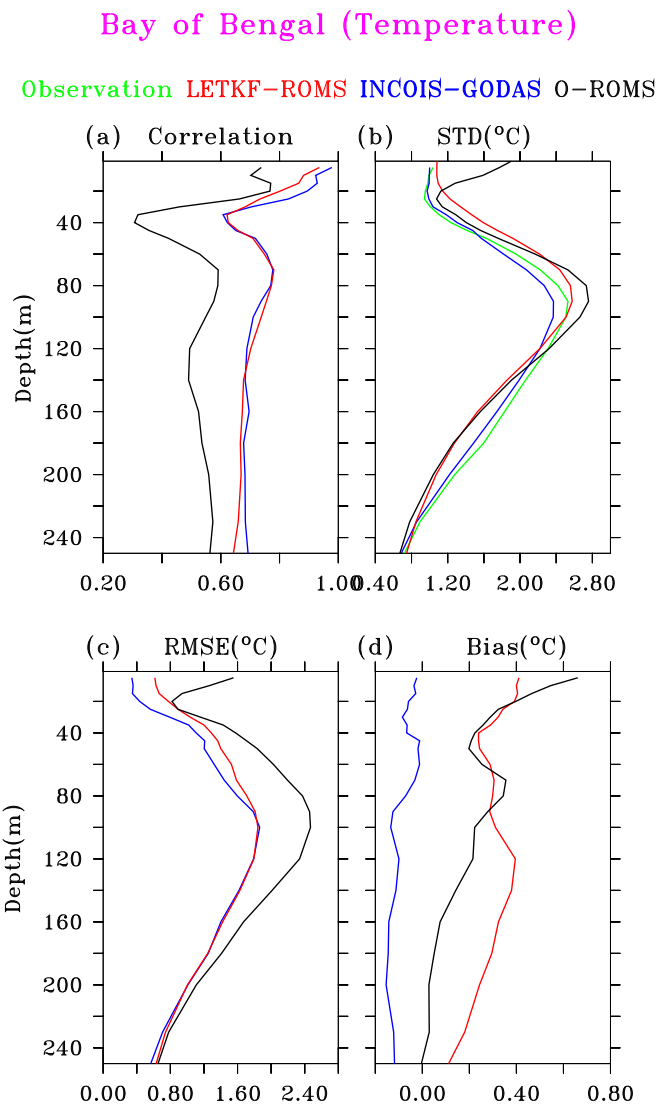 Bay of Bengal (Temperature)
Observation LETKF-ROMS INCOIS-GODAS O-ROMS
(a) Correlation
(b) STD(°C)
40
80
120
160
200
240
Depth(m)
0.20 0.60 1.00
0.40 1.20 2.00 2.80
(c) RMSE(°C)
(d) Bias(°C)
40
80
120
160
200
240
Depth(m)
0.00 0.80 1.60 2.40
0.00 0.40 0.80